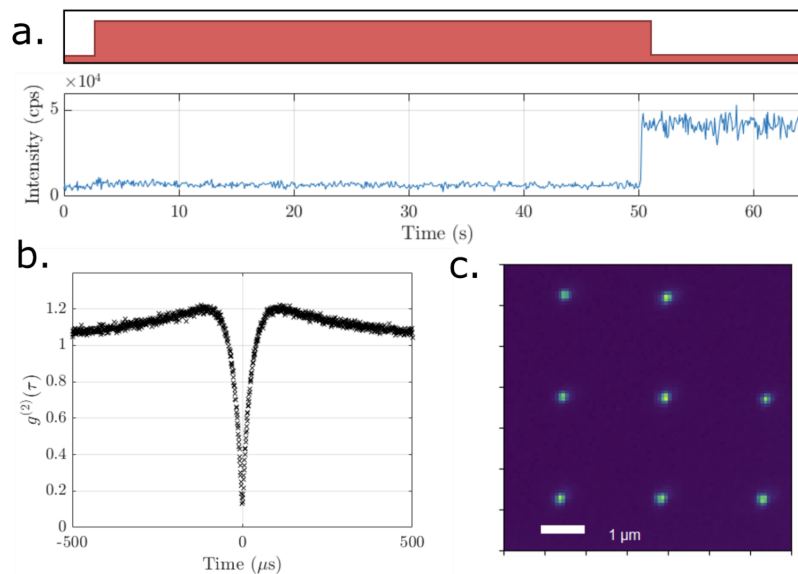 a.
×10⁴
Intensity (cps)
5
0
0 10 20 30 40 50 60
Time (s)
b.
g⁽²⁾(τ)
1.2
1
0.8
0.6
0.4
0.2
0
-500 0 500
Time (μs)
c.
1 μm